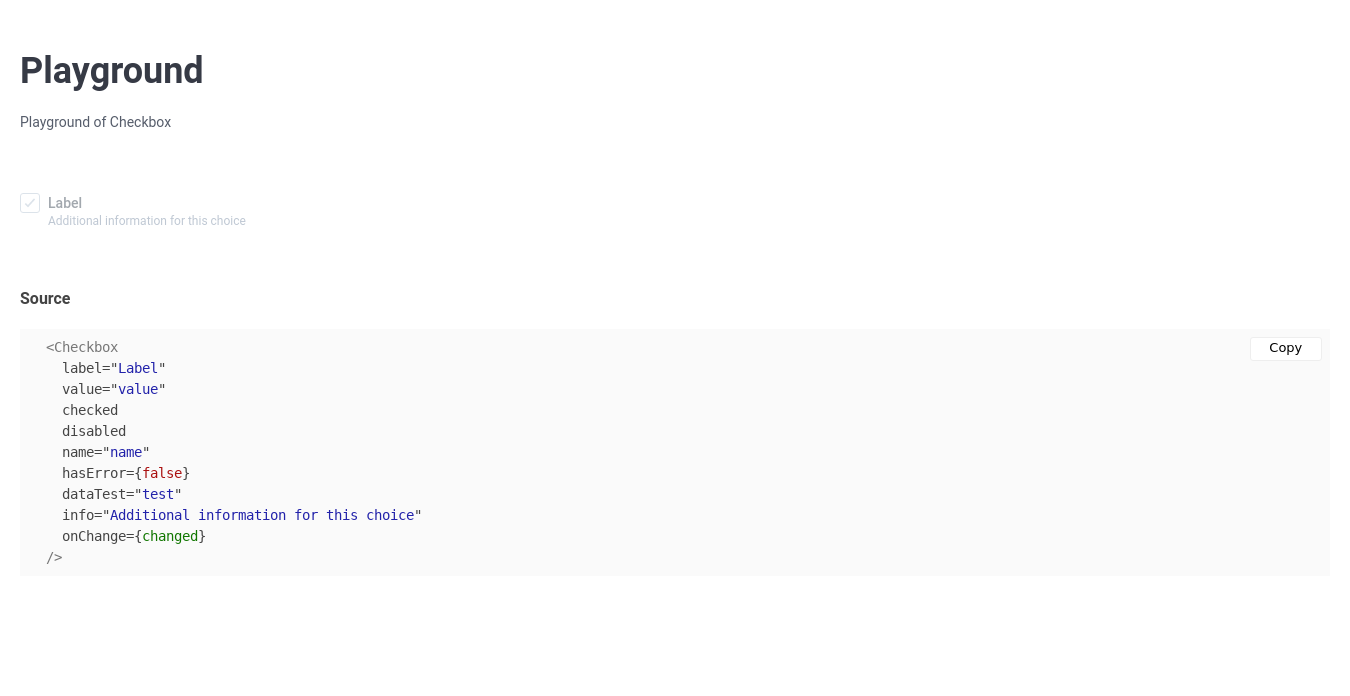 Playground
Playground of Checkbox
Label
Additional information for this choice
Source
<Checkbox
Copy
label="Label"
value="value"
checked
disabled
name="name"
hasError={false}
dataTest="test"
info="Additional information for this choice"
onChange={changed}
/>